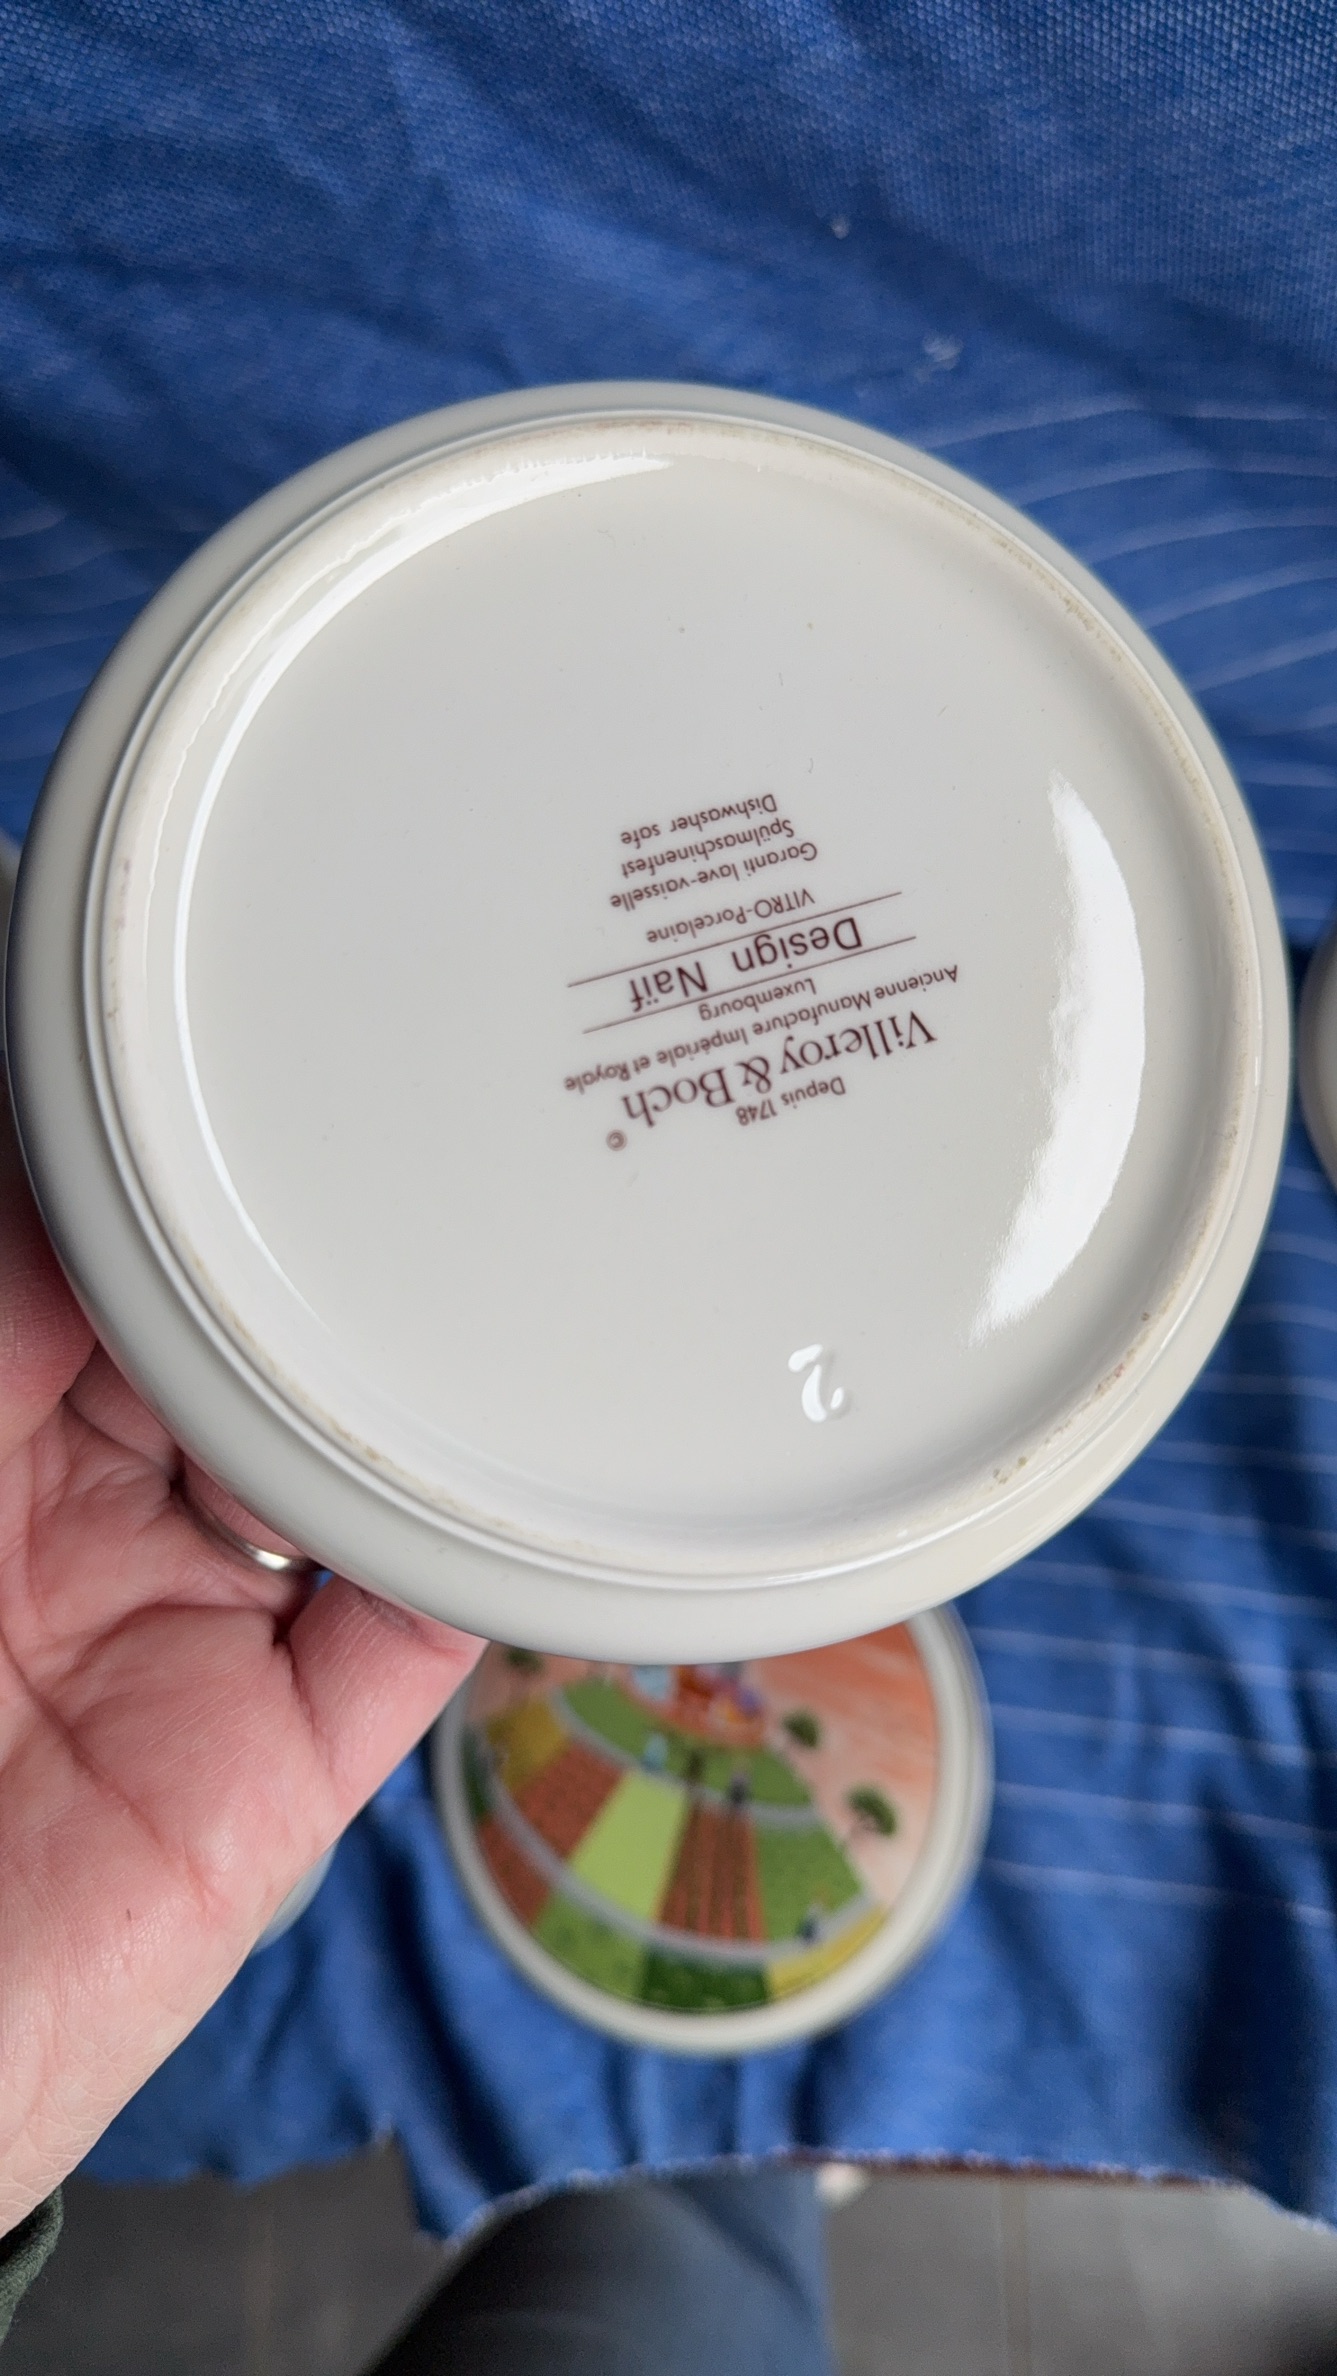 Depuis 1748
Villeroy & Boch ©
Ancienne Manufacture Impériale et Royale
Luxembourg
Design Naïf
VITRO-Porcelaine
Garanti lave-vaisselle
Spülmaschinenfest
Dishwasher safe
2